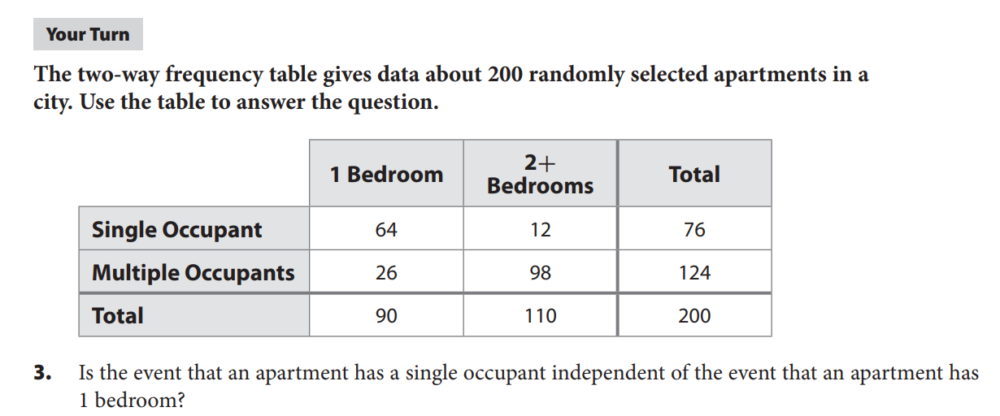 Your Turn
The two-way frequency table gives data about 200 randomly selected apartments in a
city. Use the table to answer the question.
1 Bedroom 2+ Bedrooms Total
Single Occupant 64 12 76
Multiple Occupants 26 98 124
Total 90 110 200
3. Is the event that an apartment has a single occupant independent of the event that an apartment has
1 bedroom?